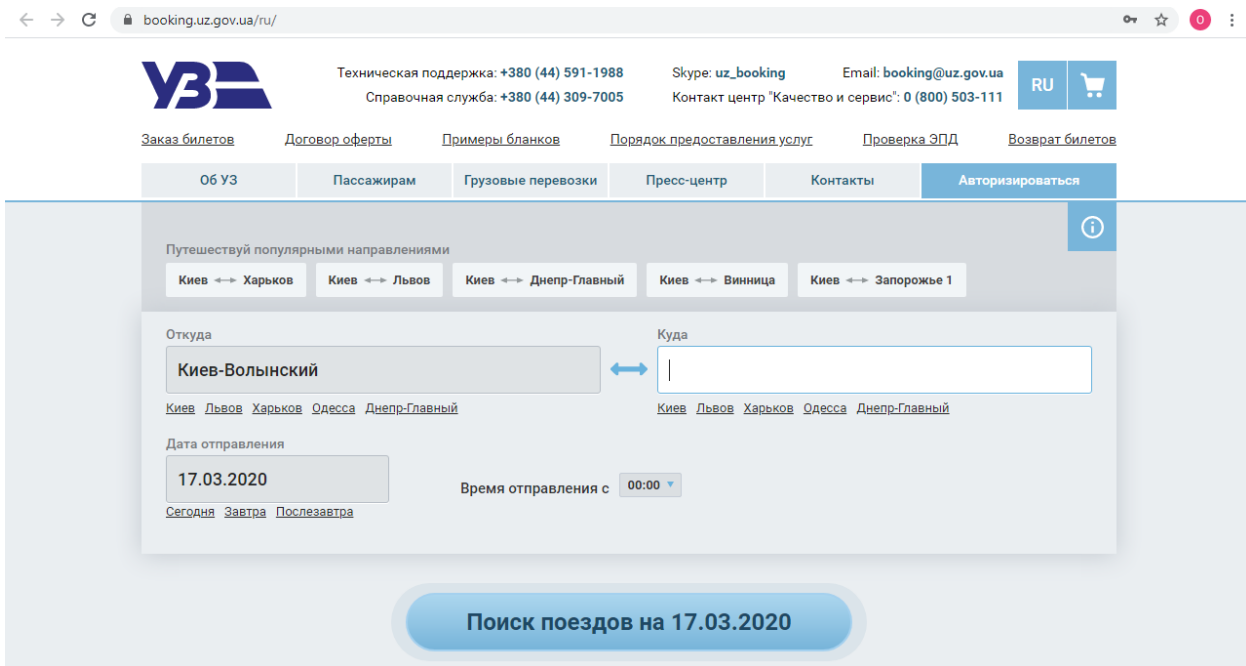 booking.uz.gov.ua/ru/
О
УЗ
Техническая поддержка: +380 (44) 591-1988
Skype: uz_booking
Email: booking@uz.gov.ua
Справочная служба: +380 (44) 309-7005
Контакт центр "Качество и сервис": 0 (800) 503-111
RU
Заказ билетов
Договор оферты
Примеры бланков
Порядок предоставления услуг
Проверка ЭПД
Возврат билетов
Об УЗ
Пассажирам
Грузовые перевозки
Пресс-центр
Контакты
Авторизироваться
Путешествуй популярными направлениями
Киев ↔ Харьков
Киев ↔ Львов
Киев ↔ Днепр-Главный
Киев ↔ Винница
Киев ↔ Запорожье 1
Откуда
Куда
Киев-Волынский
Киев Львов Харьков Одесса Днепр-Главный
Киев Львов Харьков Одесса Днепр-Главный
Дата отправления
17.03.2020
Время отправления с 00:00
Сегодня Завтра Послезавтра
Поиск поездов на 17.03.2020